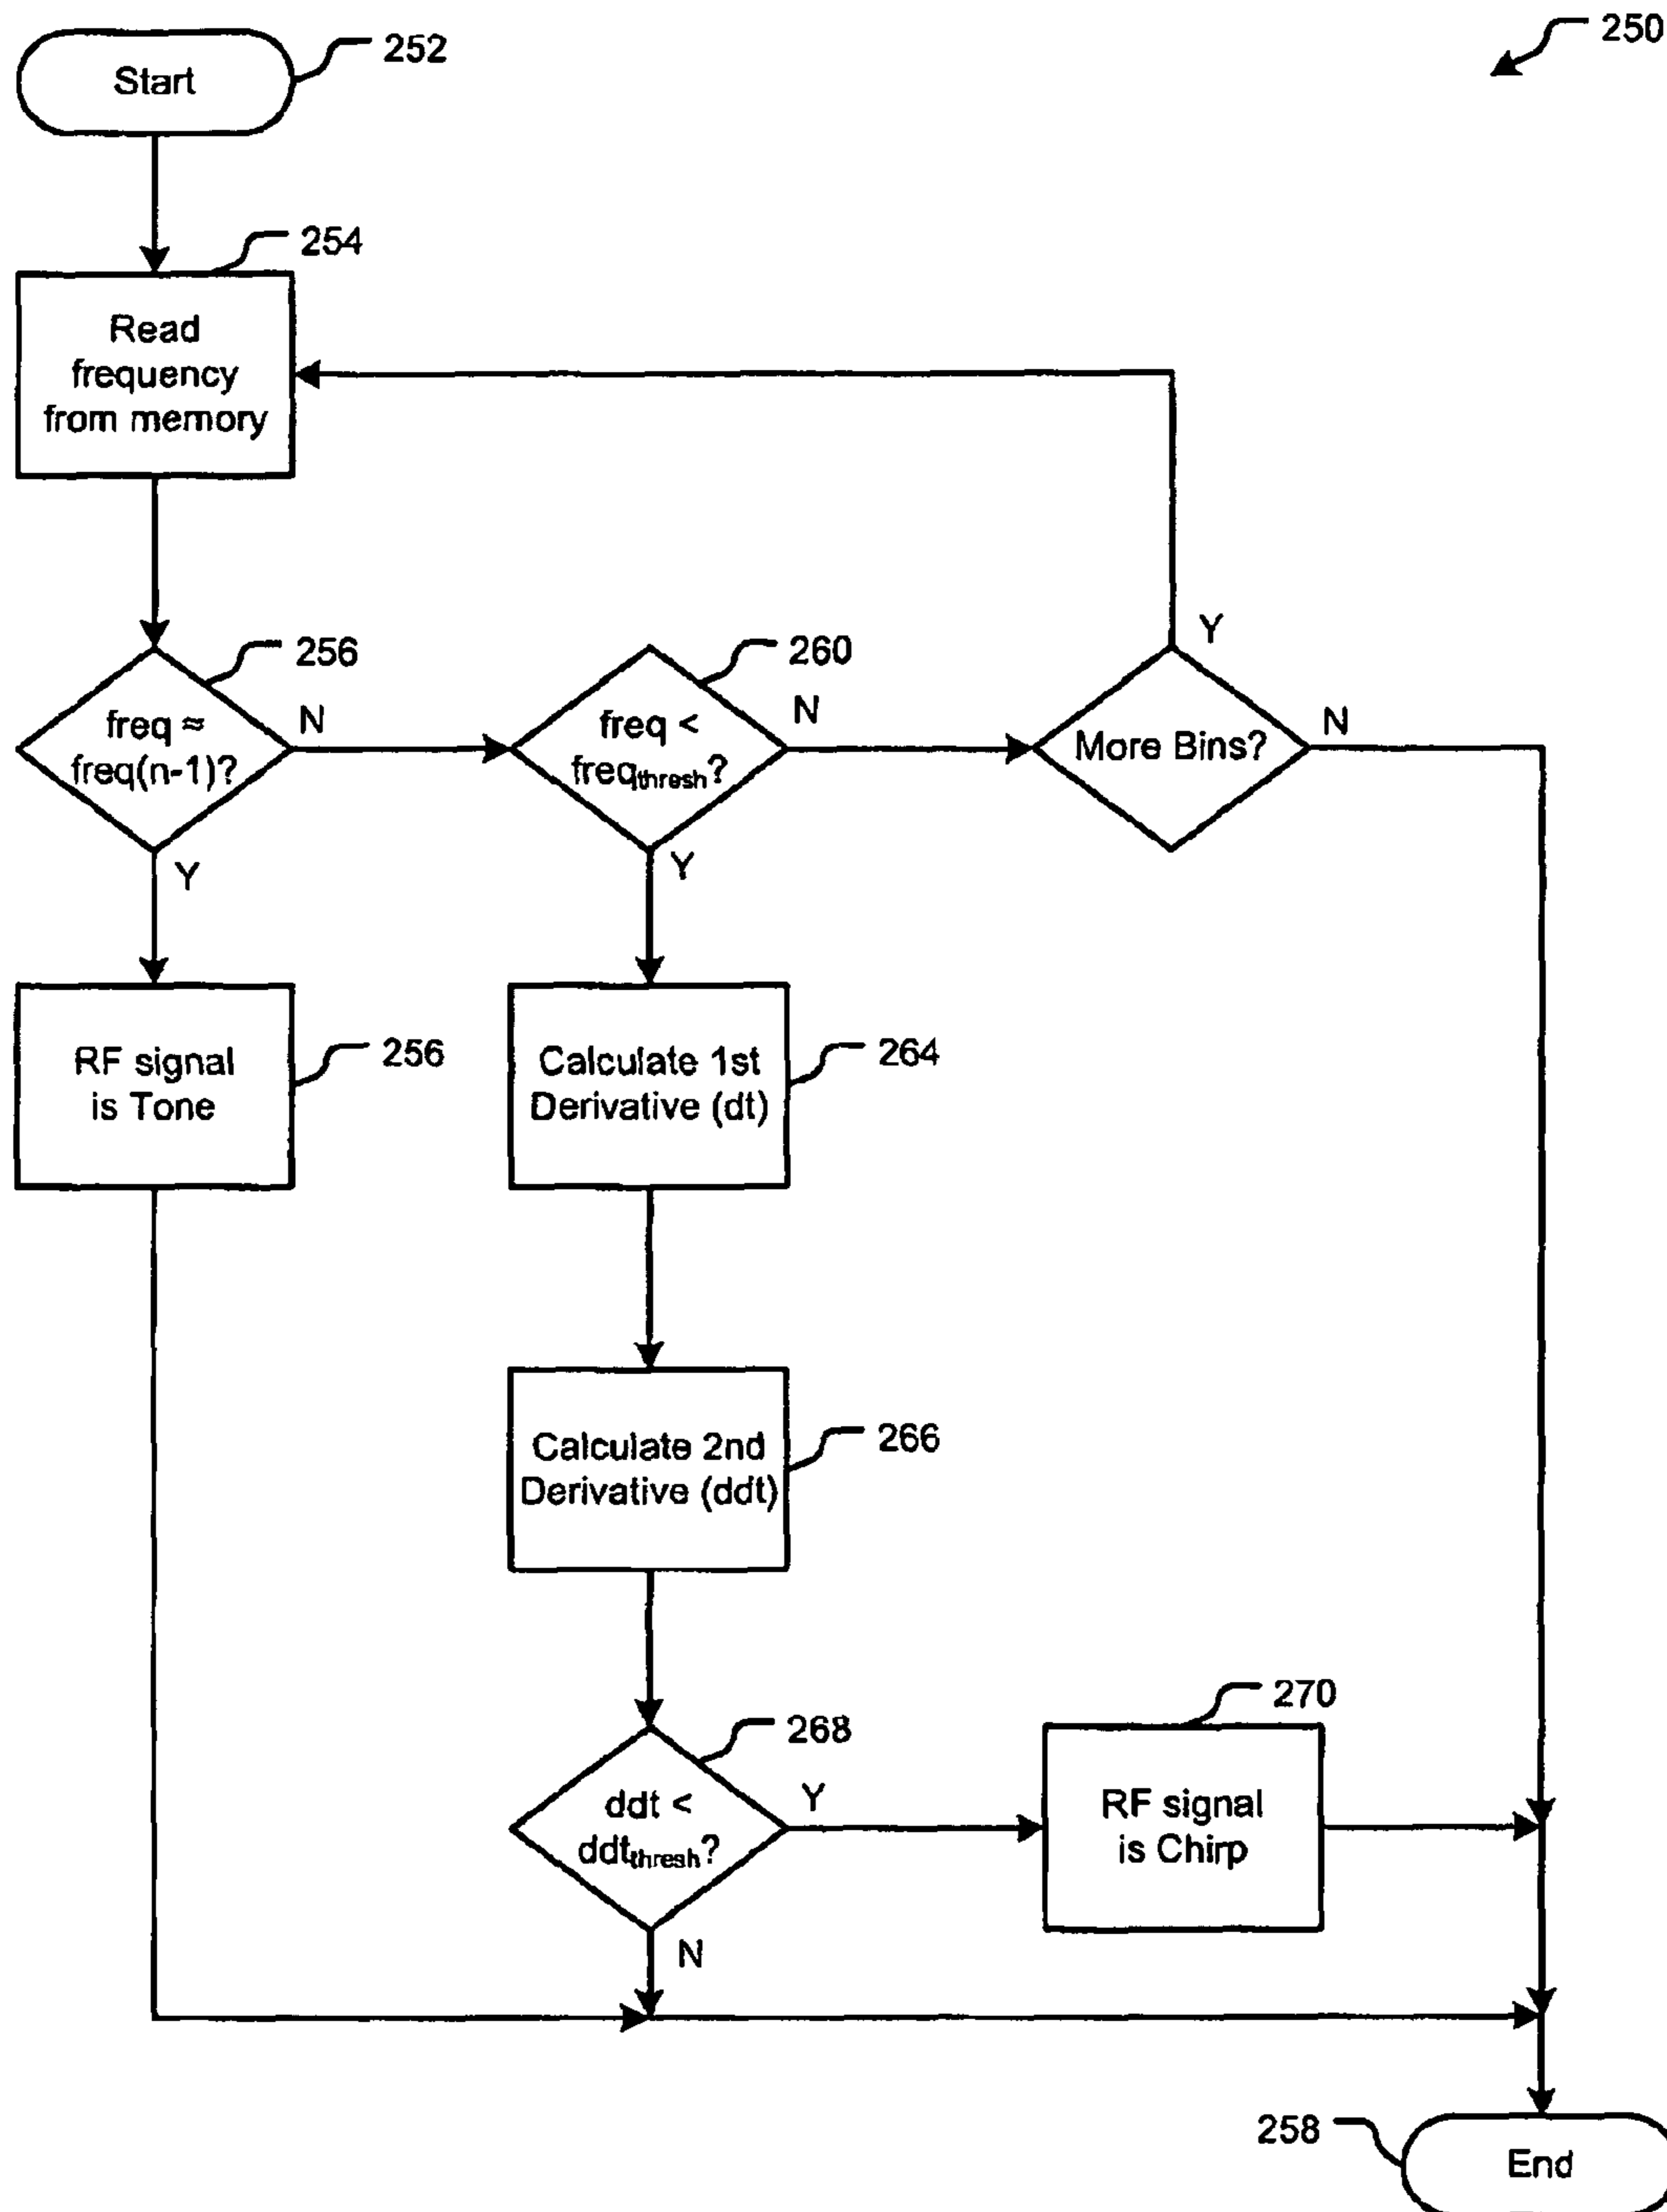 250
Start
252
Read
frequency
from memory
254
freq ≈
freq(n-1)?
256
N
Y
freq <
freqthresh?
260
N
Y
More Bins?
Y
N
RF signal
is Tone
256
Calculate 1st
Derivative (dt)
264
Calculate 2nd
Derivative (ddt)
266
ddt <
ddtthresh?
268
Y
N
RF signal
is Chirp
270
258
End